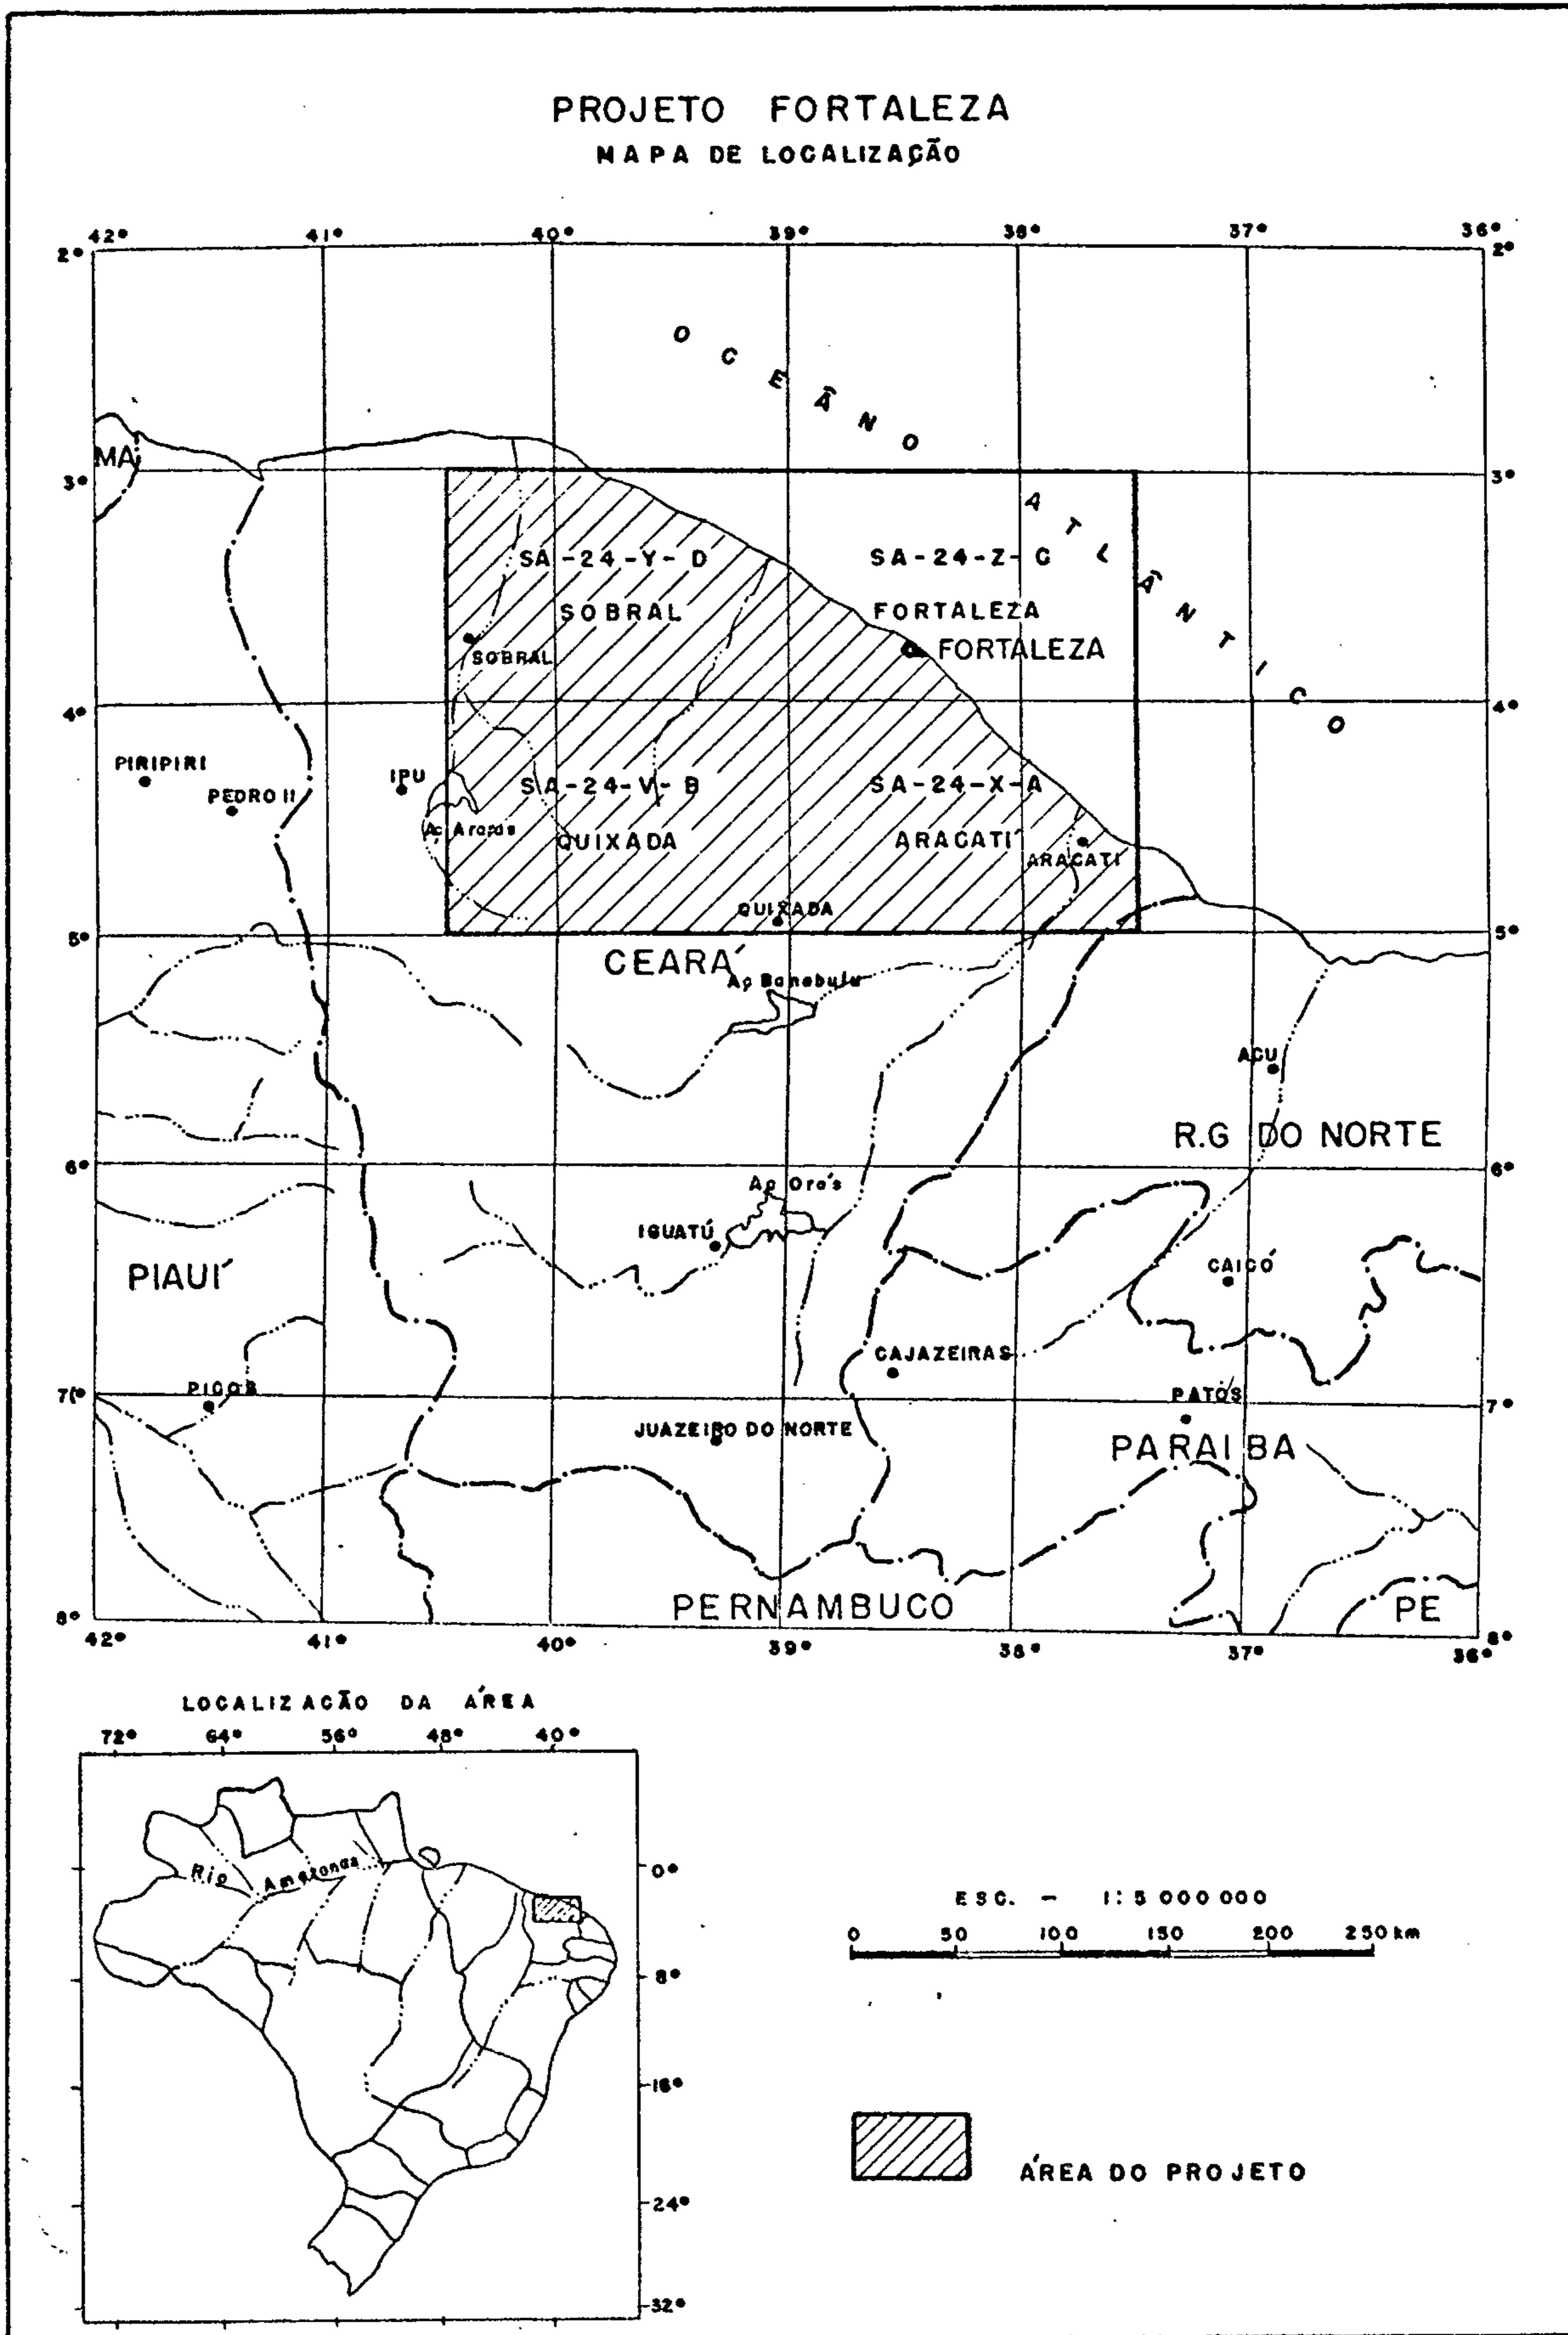 PROJETO FORTALEZA
MAPA DE LOCALIZAÇÃO
42° 41° 40° 39° 38° 37° 36°
2° 2°
OCEÂNO
MA
3° 3°
ATLÂNTICO
SA-24-Y-D SA-24-Z-C
SOBRAL FORTALEZA
SOBRAL FORTALEZA
4° 4°
PIRIPIRI
PEDRO II
IPU
SA-24-V-B SA-24-X-A
Aç Araras
QUIXADA ARACATÍ
ARACATI
QUIXADA
5° 5°
CEARÁ
Aç Banabuiu
AÇU
R.G DO NORTE
6° 6°
Aç Orós
IGUATÚ
PIAUÍ
CAICÓ
CAJAZEIRAS
PICOS
7° 7°
PATOS
JUAZEIRO DO NORTE
PARAIBA
PERNAMBUCO
PE
8° 8°
42° 41° 40° 39° 38° 37° 36°
LOCALIZAÇÃO DA ÁREA
72° 64° 56° 48° 40°
Rio Amazonas
0°
8°
16°
24°
32°
ESC. - 1:5 000 000
0 50 100 150 200 250 km
ÁREA DO PROJETO